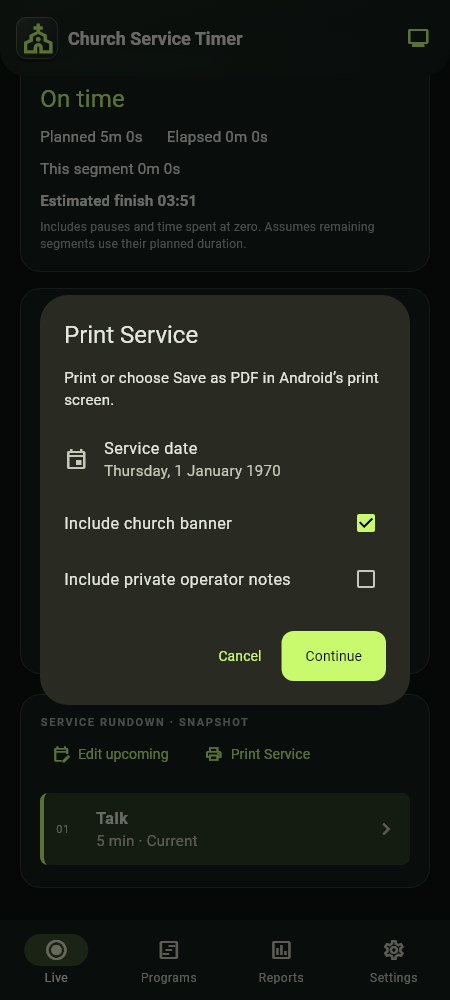 Church Service Timer
On time
Planned 5m 0s Elapsed 0m 0s
This segment 0m 0s
Estimated finish 03:51
Includes pauses and time spent at zero. Assumes remaining
segments use their planned duration.
Print Service
Print or choose Save as PDF in Android's print
screen.
Service date
Thursday, 1 January 1970
Include church banner
Include private operator notes
Cancel Continue
SERVICE RUNDOWN · SNAPSHOT
Edit upcoming Print Service
01
Talk
5 min · Current
Live Programs Reports Settings